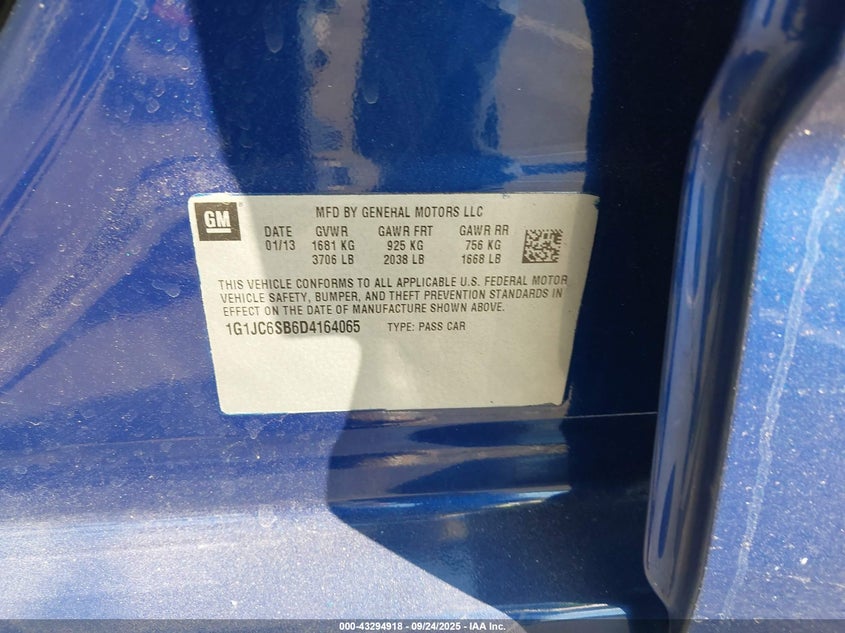 GM
MFD BY GENERAL MOTORS LLC
DATE GVWR GAWR FRT GAWR RR
01/13 1681 KG 925 KG 756 KG
3706 LB 2038 LB 1668 LB
THIS VEHICLE CONFORMS TO ALL APPLICABLE U.S. FEDERAL MOTOR
VEHICLE SAFETY, BUMPER, AND THEFT PREVENTION STANDARDS IN
EFFECT ON THE DATE OF MANUFACTURE SHOWN ABOVE.
1G1JC6SB6D4164065 TYPE: PASS CAR
000-43294918 - 09/24/2025 - IAA Inc.